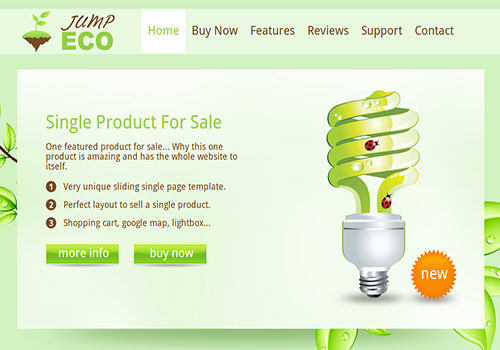 JUMP
ECO
Home Buy Now Features Reviews Support Contact
Single Product For Sale
One featured product for sale... Why this one
product is amazing and has the whole website to
itself.
1 Very unique sliding single page template.
2 Perfect layout to sell a single product.
3 Shopping cart, google map, lightbox...
more info buy now
new